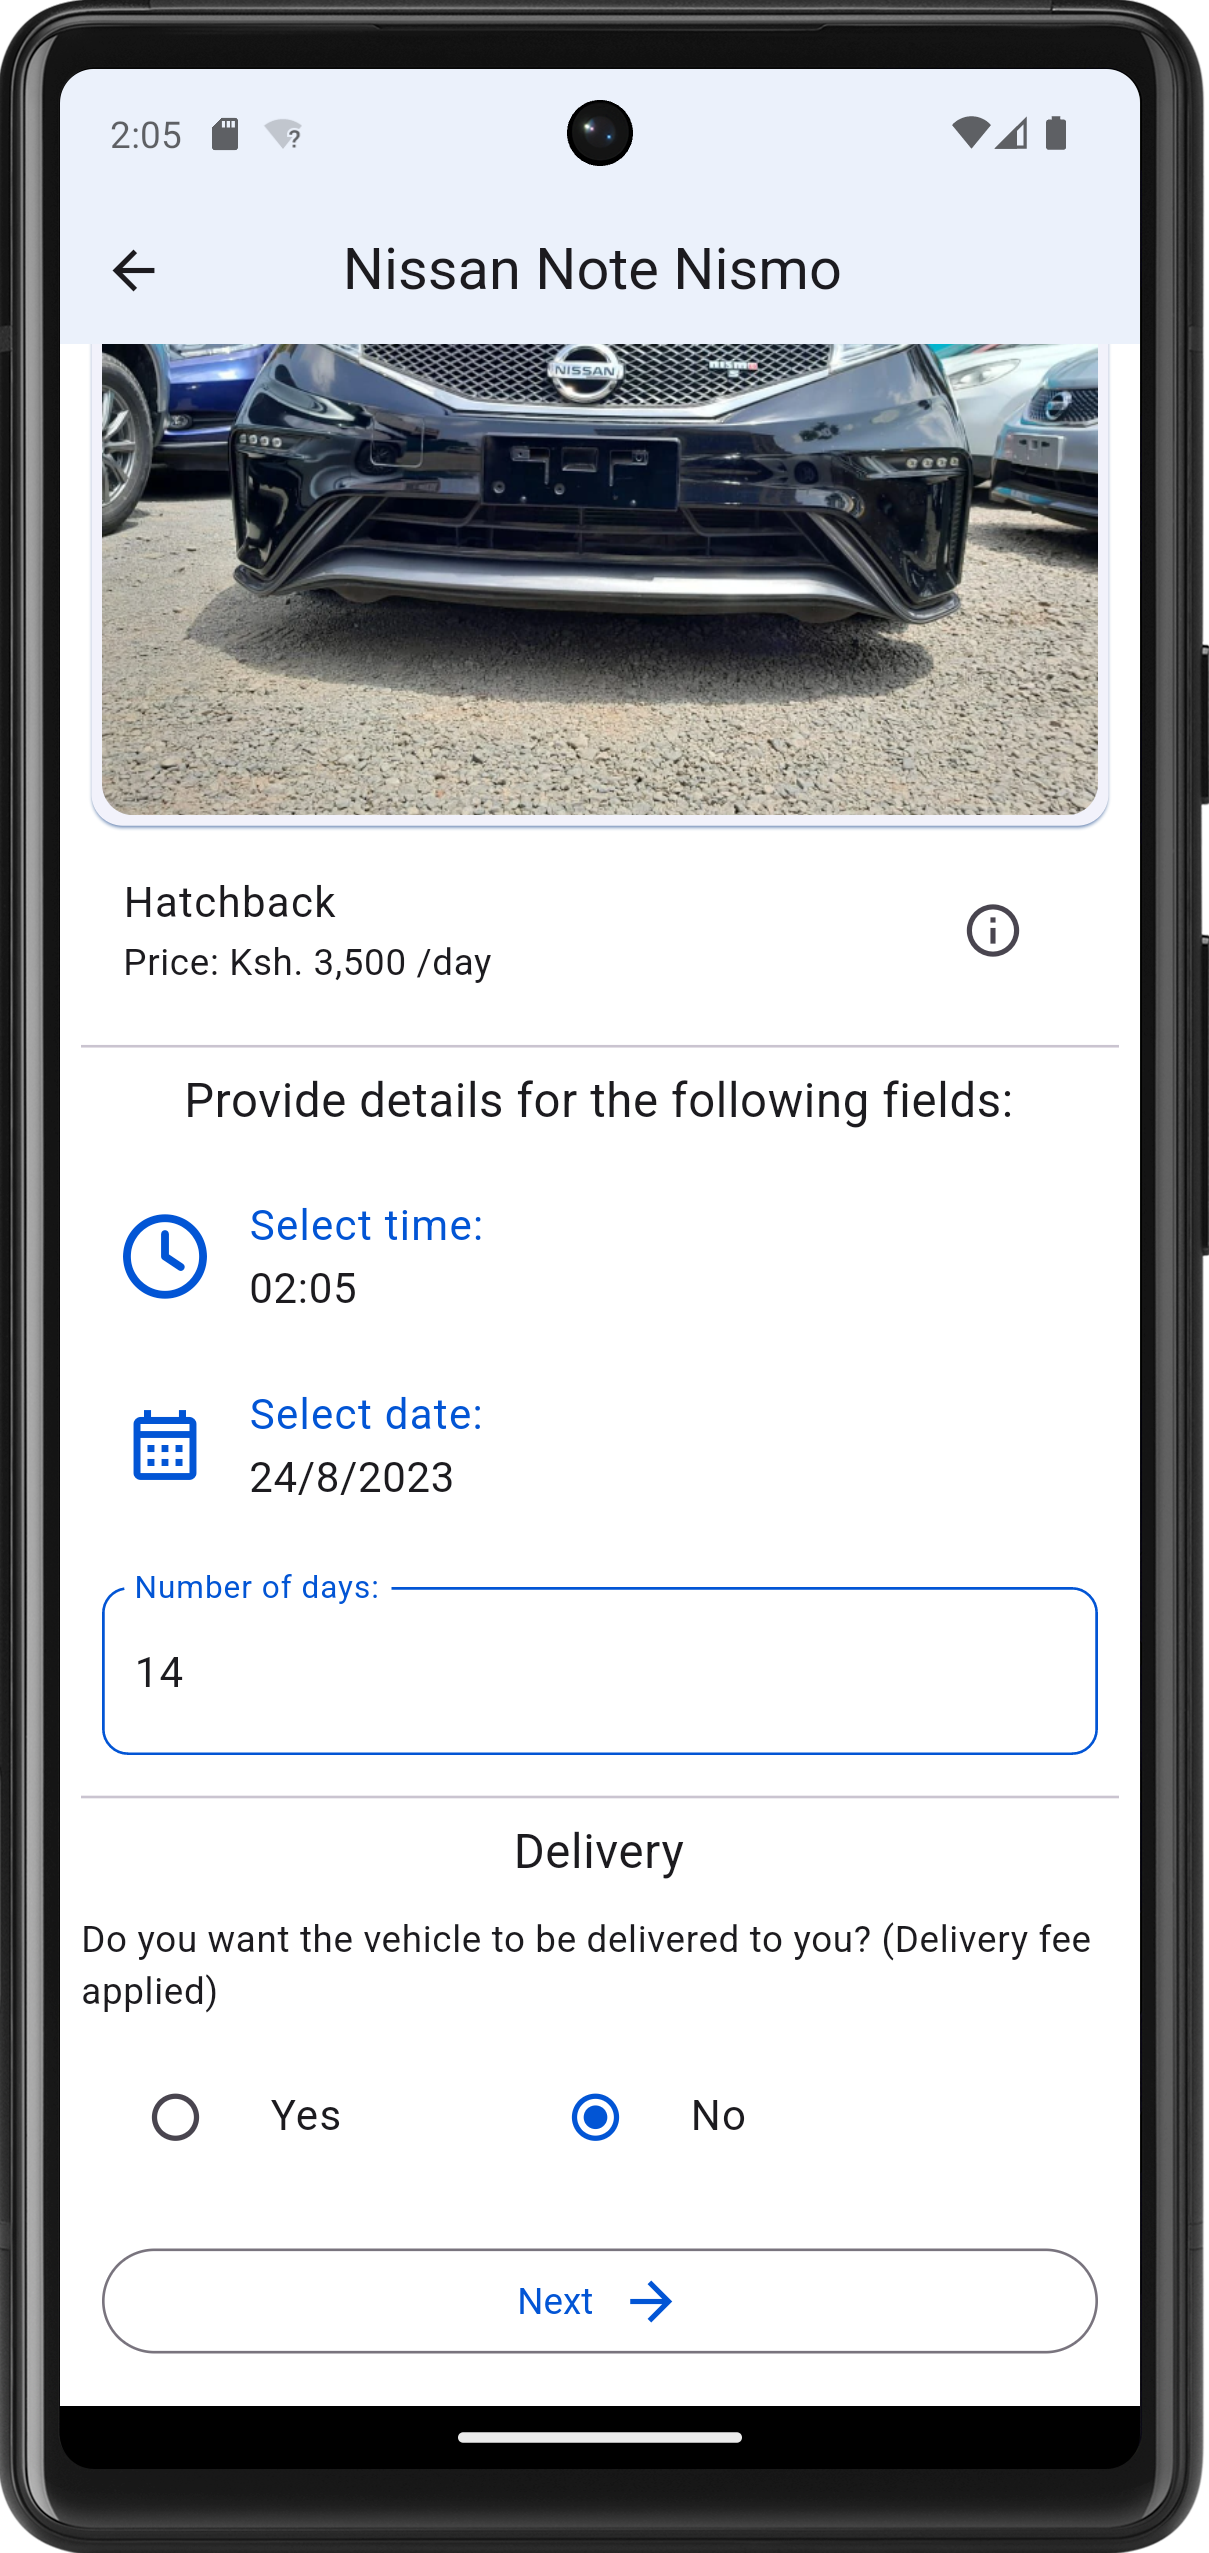 2:05
Nissan Note Nismo
NISSAN
nismo
Hatchback
Price: Ksh. 3,500 /day
Provide details for the following fields:
Select time:
02:05
Select date:
24/8/2023
Number of days:
14
Delivery
Do you want the vehicle to be delivered to you? (Delivery fee
applied)
Yes
No
Next